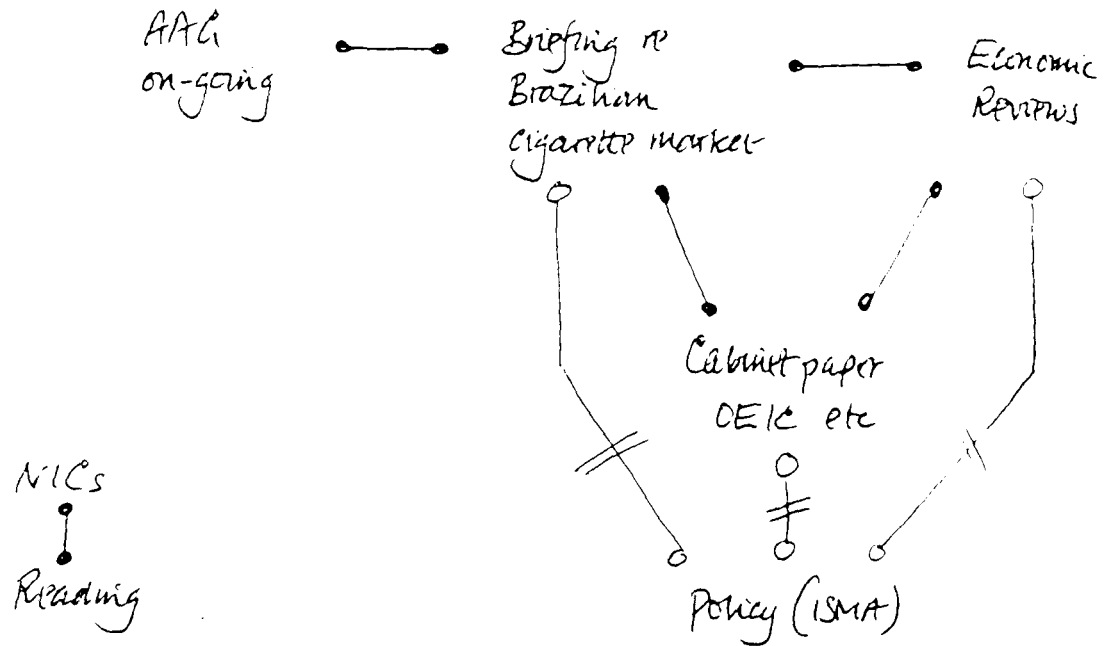 AAG
on-going
Briefing re
Brazilian
cigarette market
Economic
Reviews
Cabinet paper
OEIC etc
NICs
Reading
Policy (ISMA)